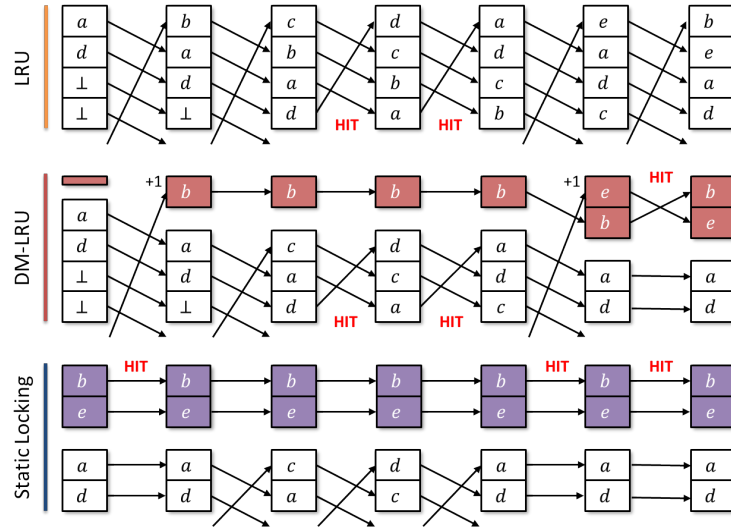 LRU
a b c d a e b
d a b c d a e
⊥ d a b c d a
⊥ ⊥ d a b c d
HIT HIT
DM-LRU
+1 +1 HIT
b b b b e b
b e
a
d a c d a
⊥ d a c d a a
⊥ ⊥ d a c d d
HIT HIT
Static Locking
HIT HIT HIT
b b b b b b b
e e e e e e e
a a c d a a a
d d a c d d d